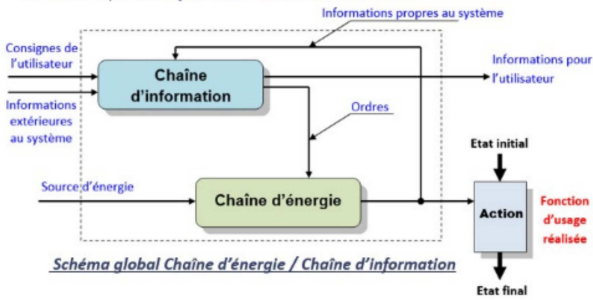 Informations propres au système
Consignes de
l'utilisateur
Chaîne
d'information
Informations pour
l'utilisateur
Informations
extérieures
au système
Ordres
Etat initial
Source d'énergie
Chaîne d'énergie
Action
Fonction
d'usage
réalisée
Schéma global Chaîne d'énergie / Chaîne d'information
Etat final